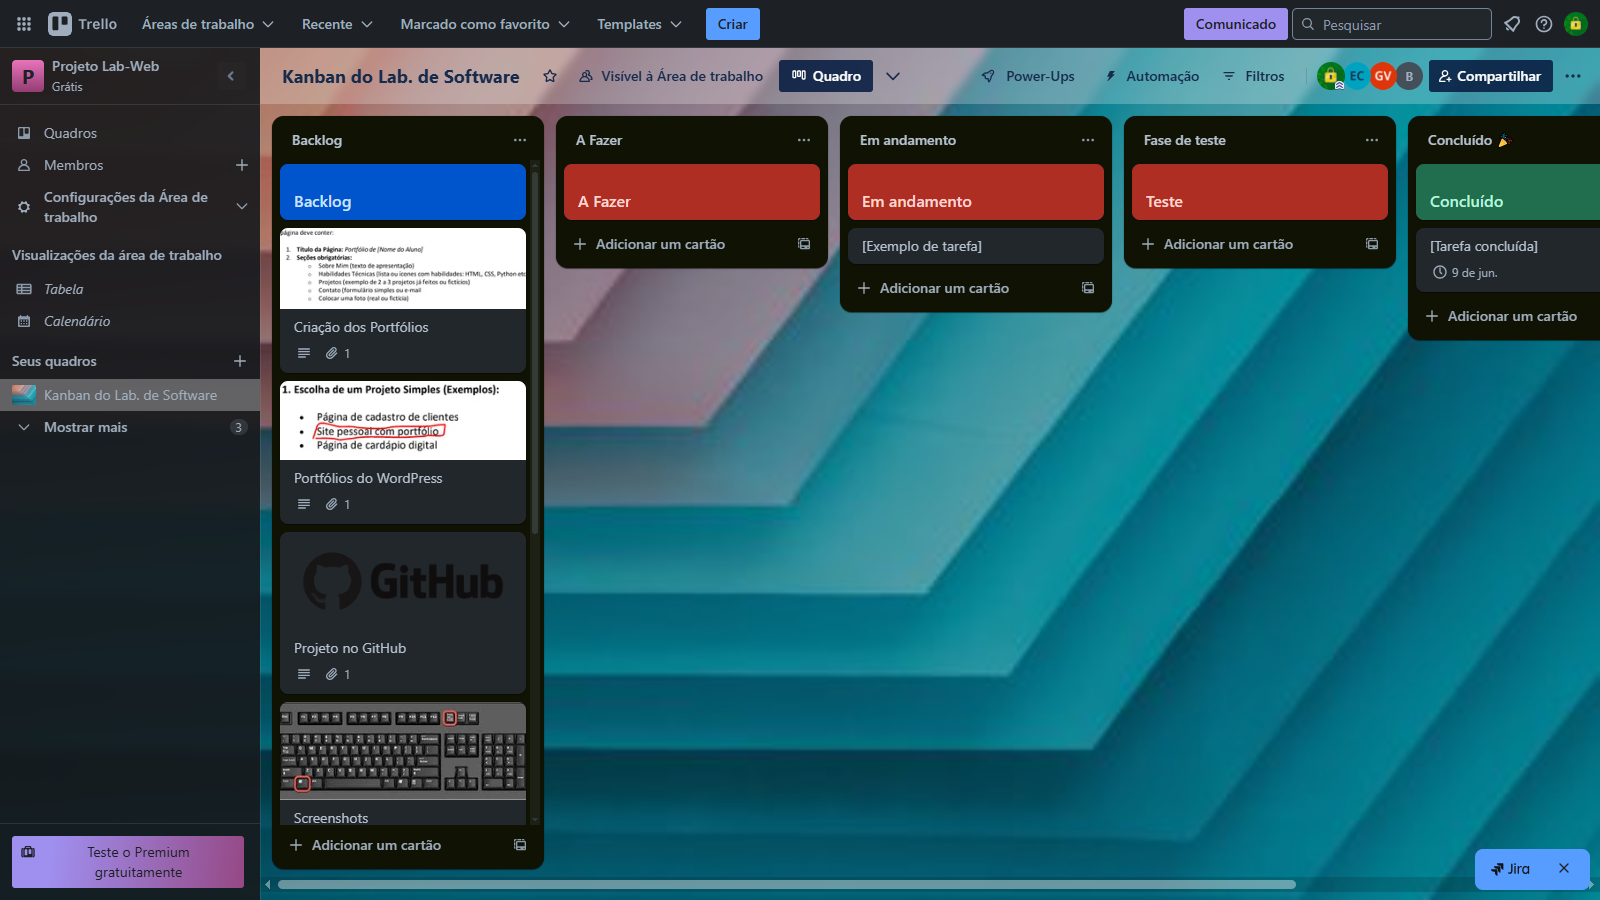 Trello
Áreas de trabalho
Recente
Marcado como favorito
Templates
Criar
Comunicado
Pesquisar
P
Projeto Lab-Web
Grátis
Quadros
Membros
Configurações da Área de
trabalho
Visualizações da área de trabalho
Tabela
Calendário
Seus quadros
Kanban do Lab. de Software
Mostrar mais
3
Teste o Premium
gratuitamente
Kanban do Lab. de Software
Visível à Área de trabalho
Quadro
Power-Ups
Automação
Filtros
EC
GV
B
Compartilhar
Backlog
Backlog
página deve conter:
1. Título da Página: Portfólio de [Nome do Aluno]
2. Seções obrigatórias:
Sobre Mim (texto de apresentação)
Habilidades Técnicas (lista ou ícones com habilidades: HTML, CSS, Python etc
Projetos (exemplo de 2 a 3 projetos já feitos ou fictícios)
Contato (formulário simples ou e-mail
Colocar uma foto (real ou fictícia)
Criação dos Portfólios
1
1. Escolha de um Projeto Simples (Exemplos):
Página de cadastro de clientes
Site pessoal com portfólio
Página de cardápio digital
Portfólios do WordPress
1
GitHub
Projeto no GitHub
1
Screenshots
Adicionar um cartão
A Fazer
A Fazer
Adicionar um cartão
Em andamento
Em andamento
[Exemplo de tarefa]
Adicionar um cartão
Fase de teste
Teste
Adicionar um cartão
Concluído 🎉
Concluído
[Tarefa concluída]
9 de jun.
Adicionar um cartão
Jira